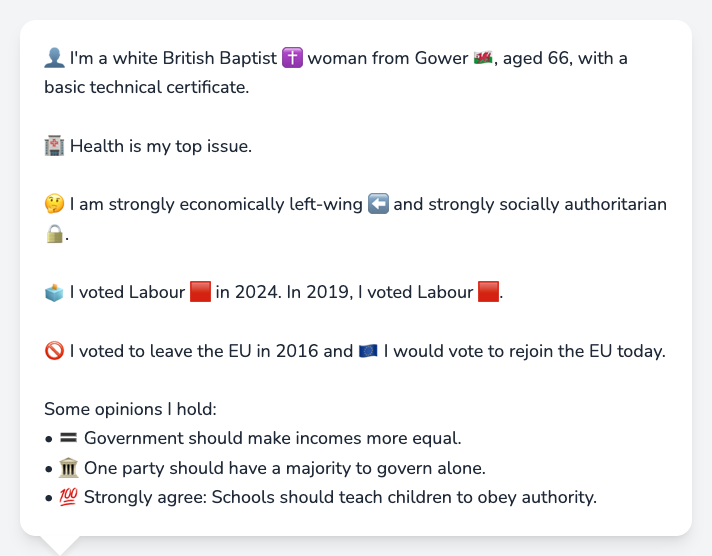 👤 I'm a white British Baptist ✝️ woman from Gower 🏴󠁧󠁢󠁷󠁬󠁳󠁿, aged 66, with a
basic technical certificate.
🏥 Health is my top issue.
🤔 I am strongly economically left-wing ⬅️ and strongly socially authoritarian
🔒.
🗳️ I voted Labour 🟥 in 2024. In 2019, I voted Labour 🟥.
🚫 I voted to leave the EU in 2016 and 🇪🇺 I would vote to rejoin the EU today.
Some opinions I hold:
• 🟰 Government should make incomes more equal.
• 🏛️ One party should have a majority to govern alone.
• 💯 Strongly agree: Schools should teach children to obey authority.